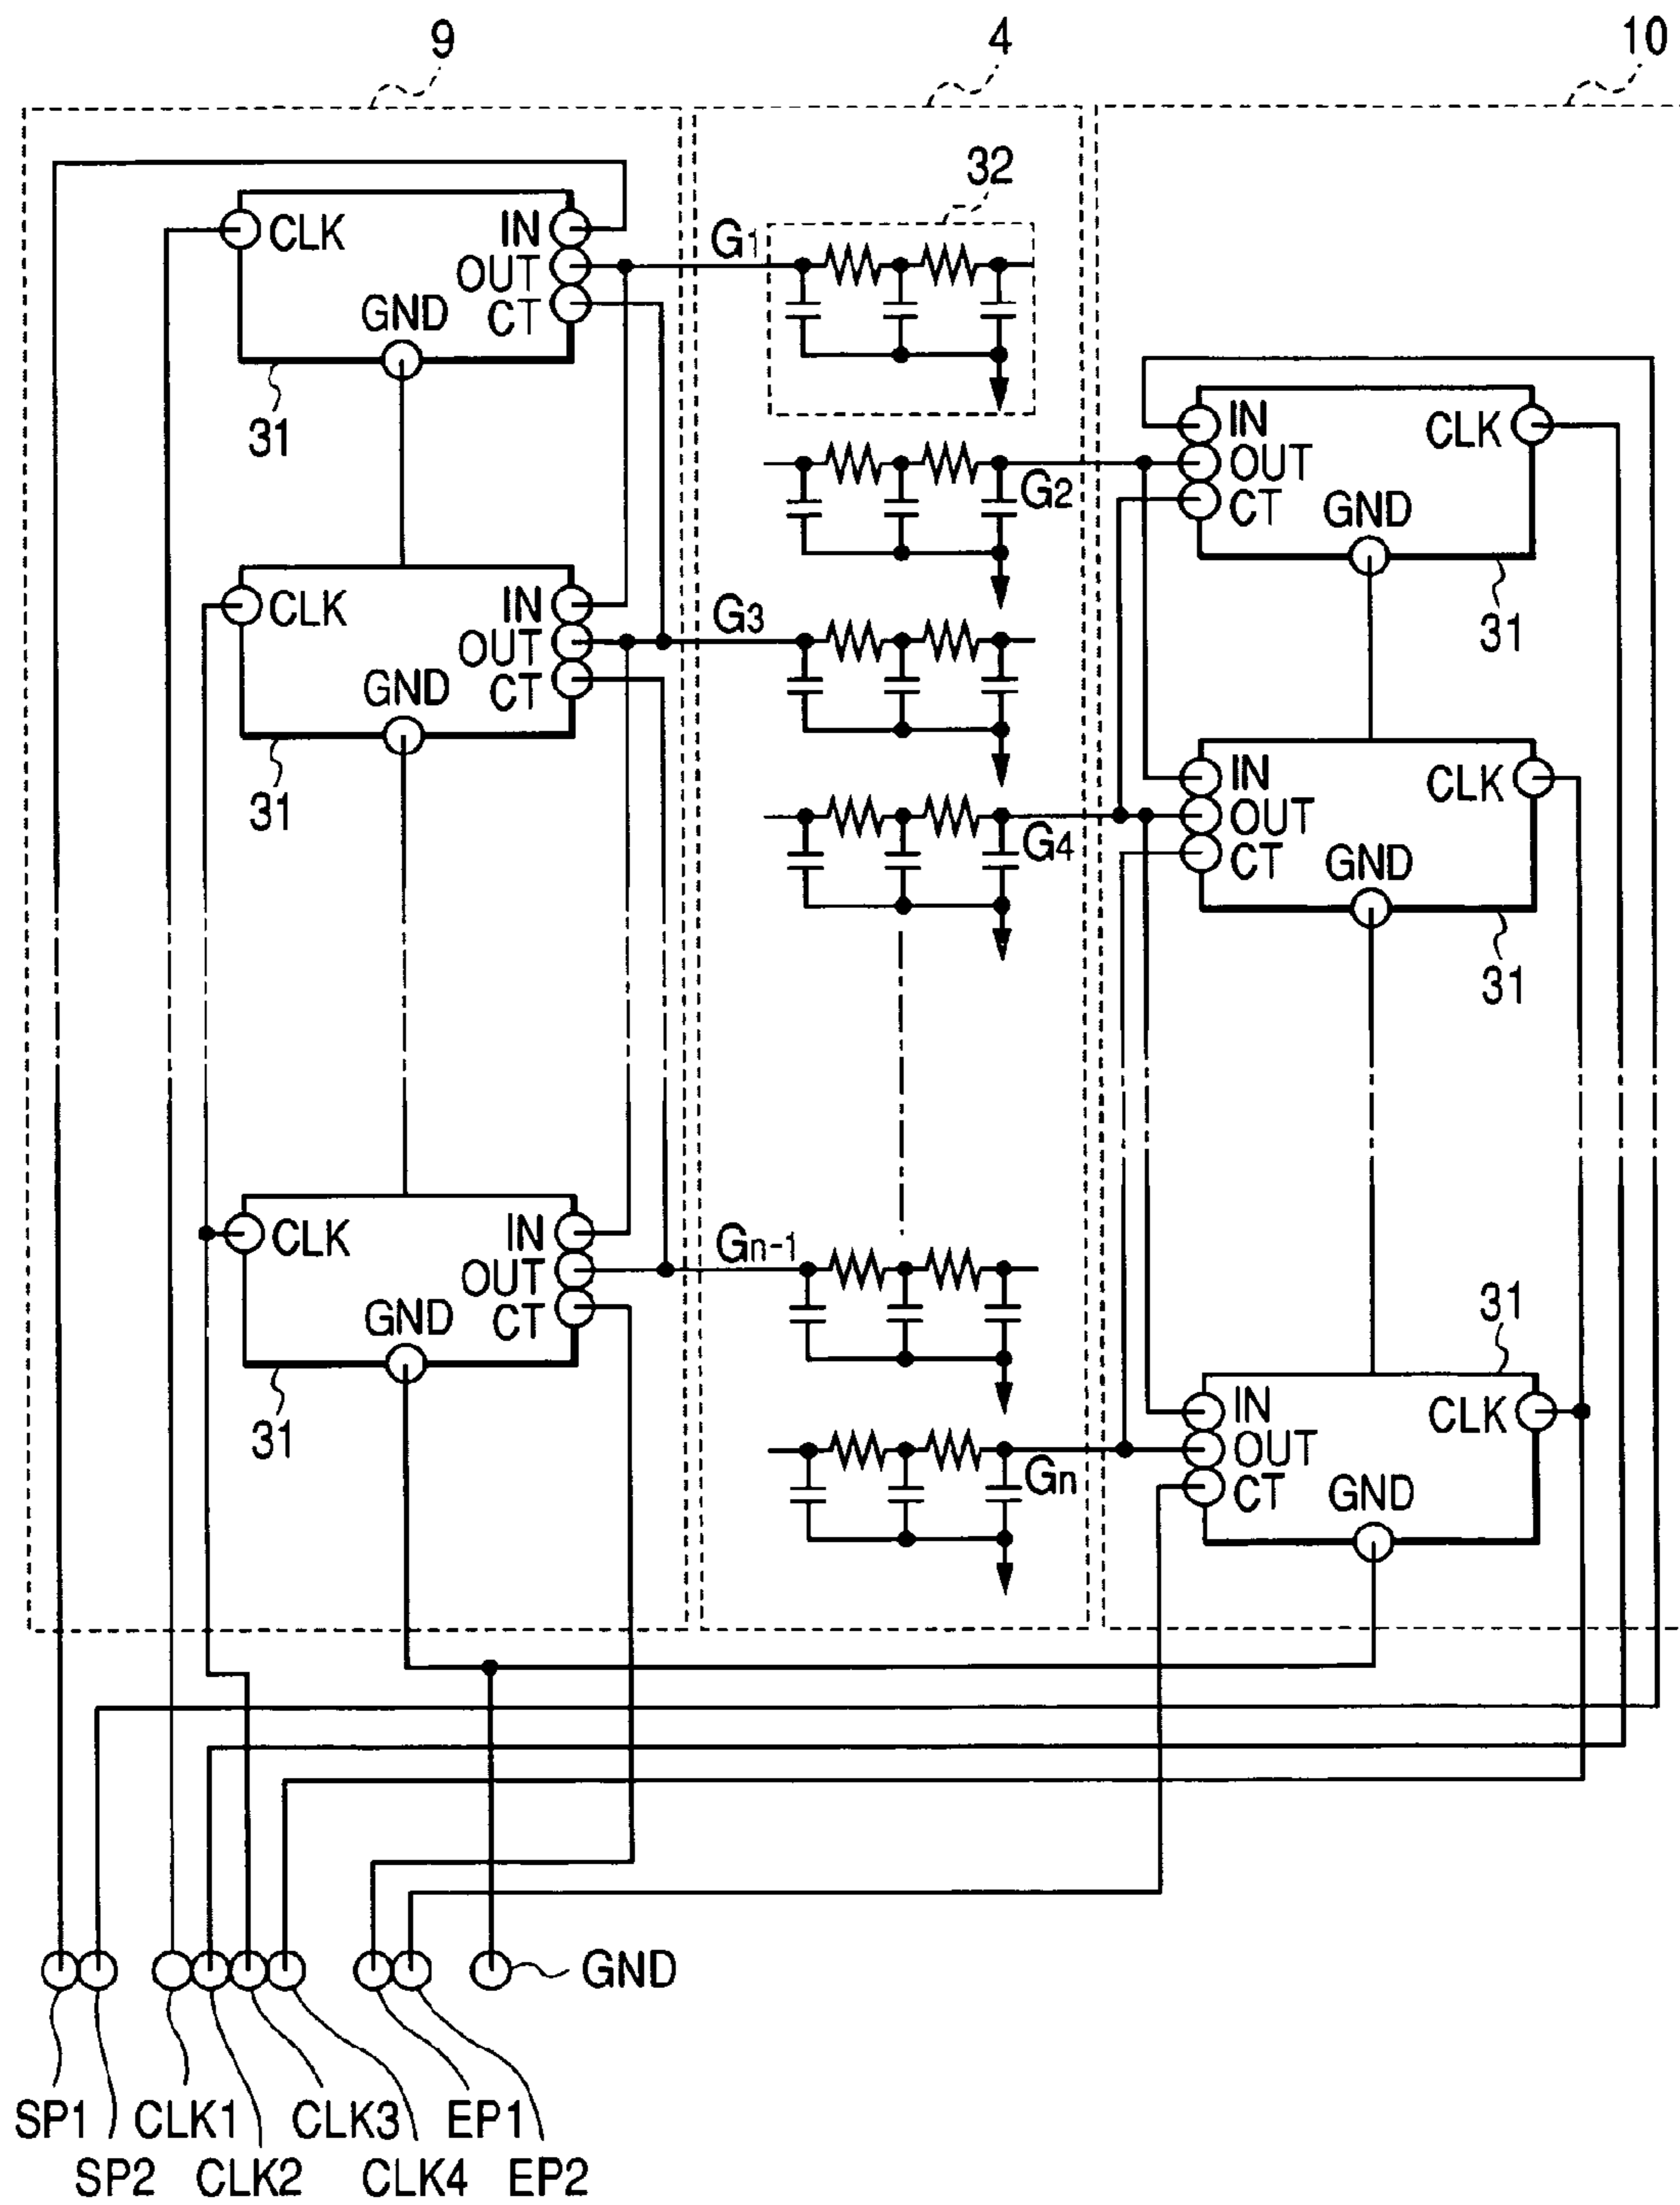 9
4
10
32
CLK
IN
OUT
CT
GND
31
G1
IN
OUT
CT
CLK
GND
31
G2
CLK
IN
OUT
CT
GND
31
G3
IN
OUT
CT
CLK
GND
31
G4
CLK
IN
OUT
CT
GND
31
Gn-1
31
IN
OUT
CT
CLK
GND
Gn
GND
SP1
CLK1
CLK3
EP1
SP2
CLK2
CLK4
EP2